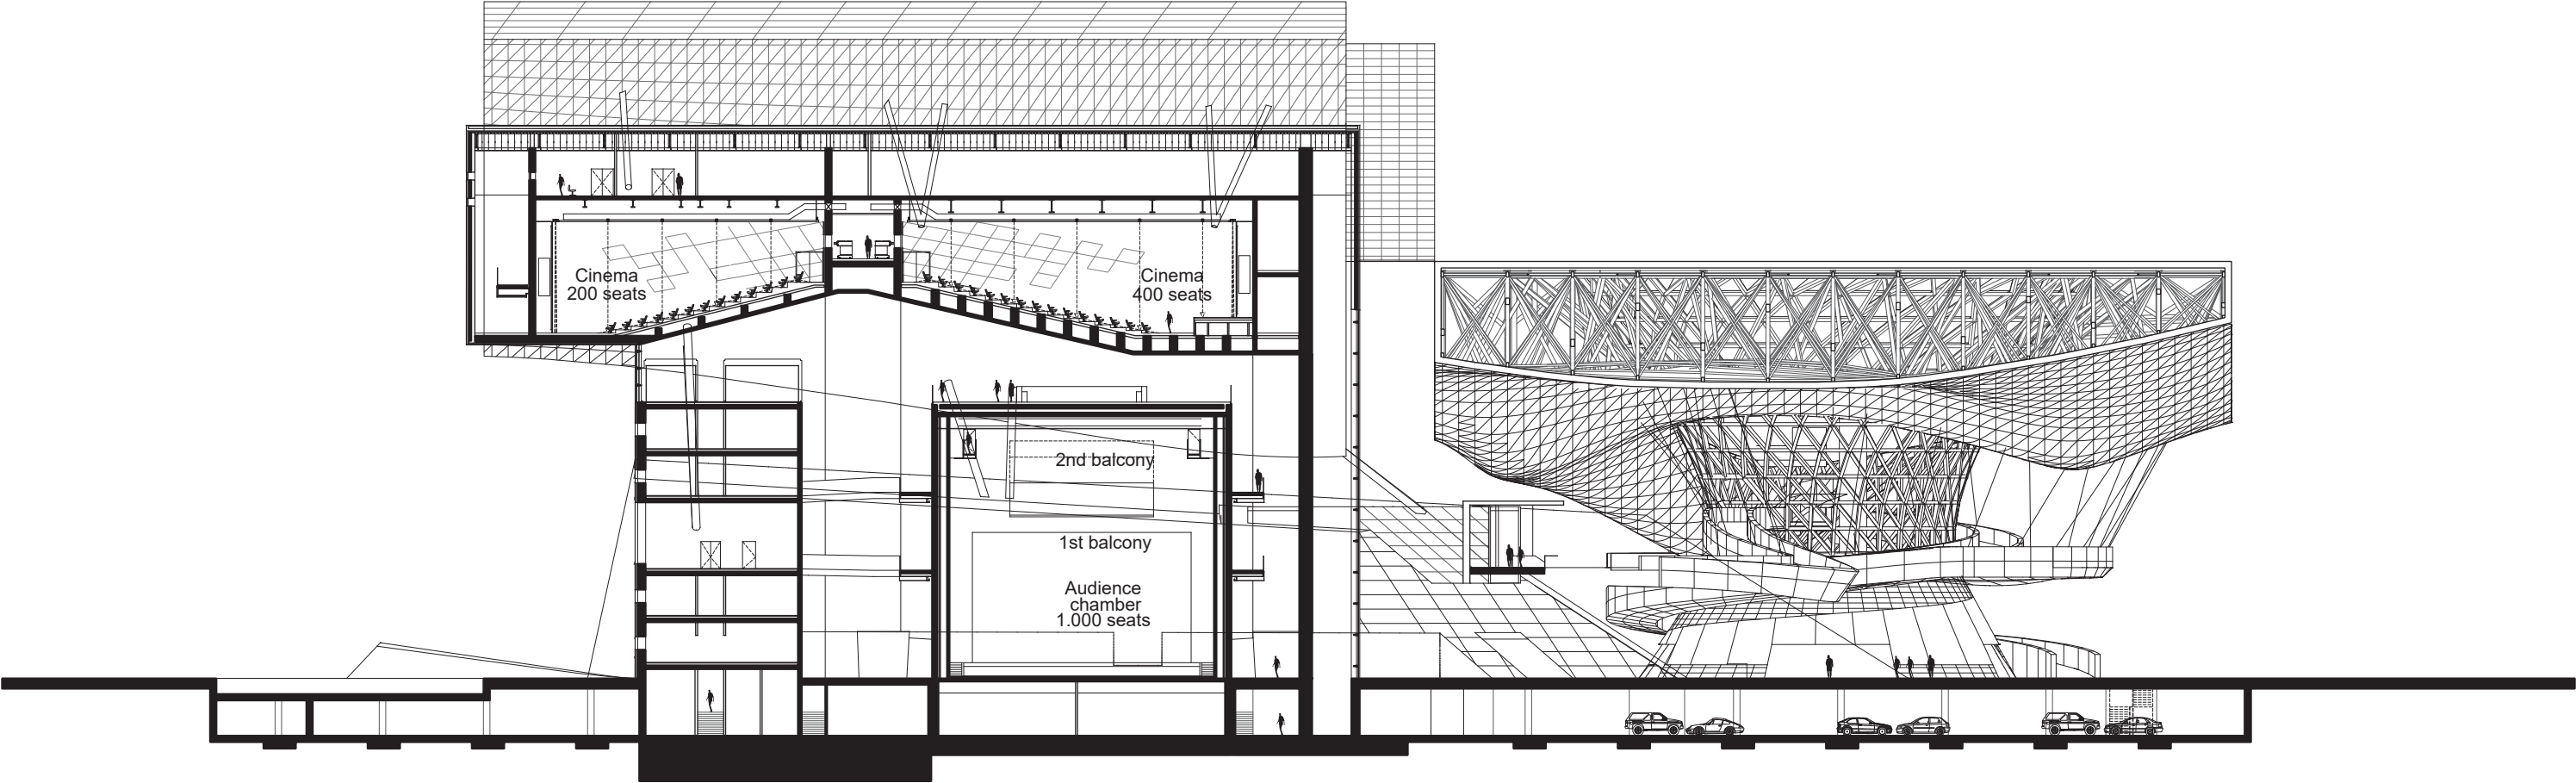 Cinema
200 seats
Cinema
400 seats
2nd balcony
1st balcony
Audience
chamber
1.000 seats